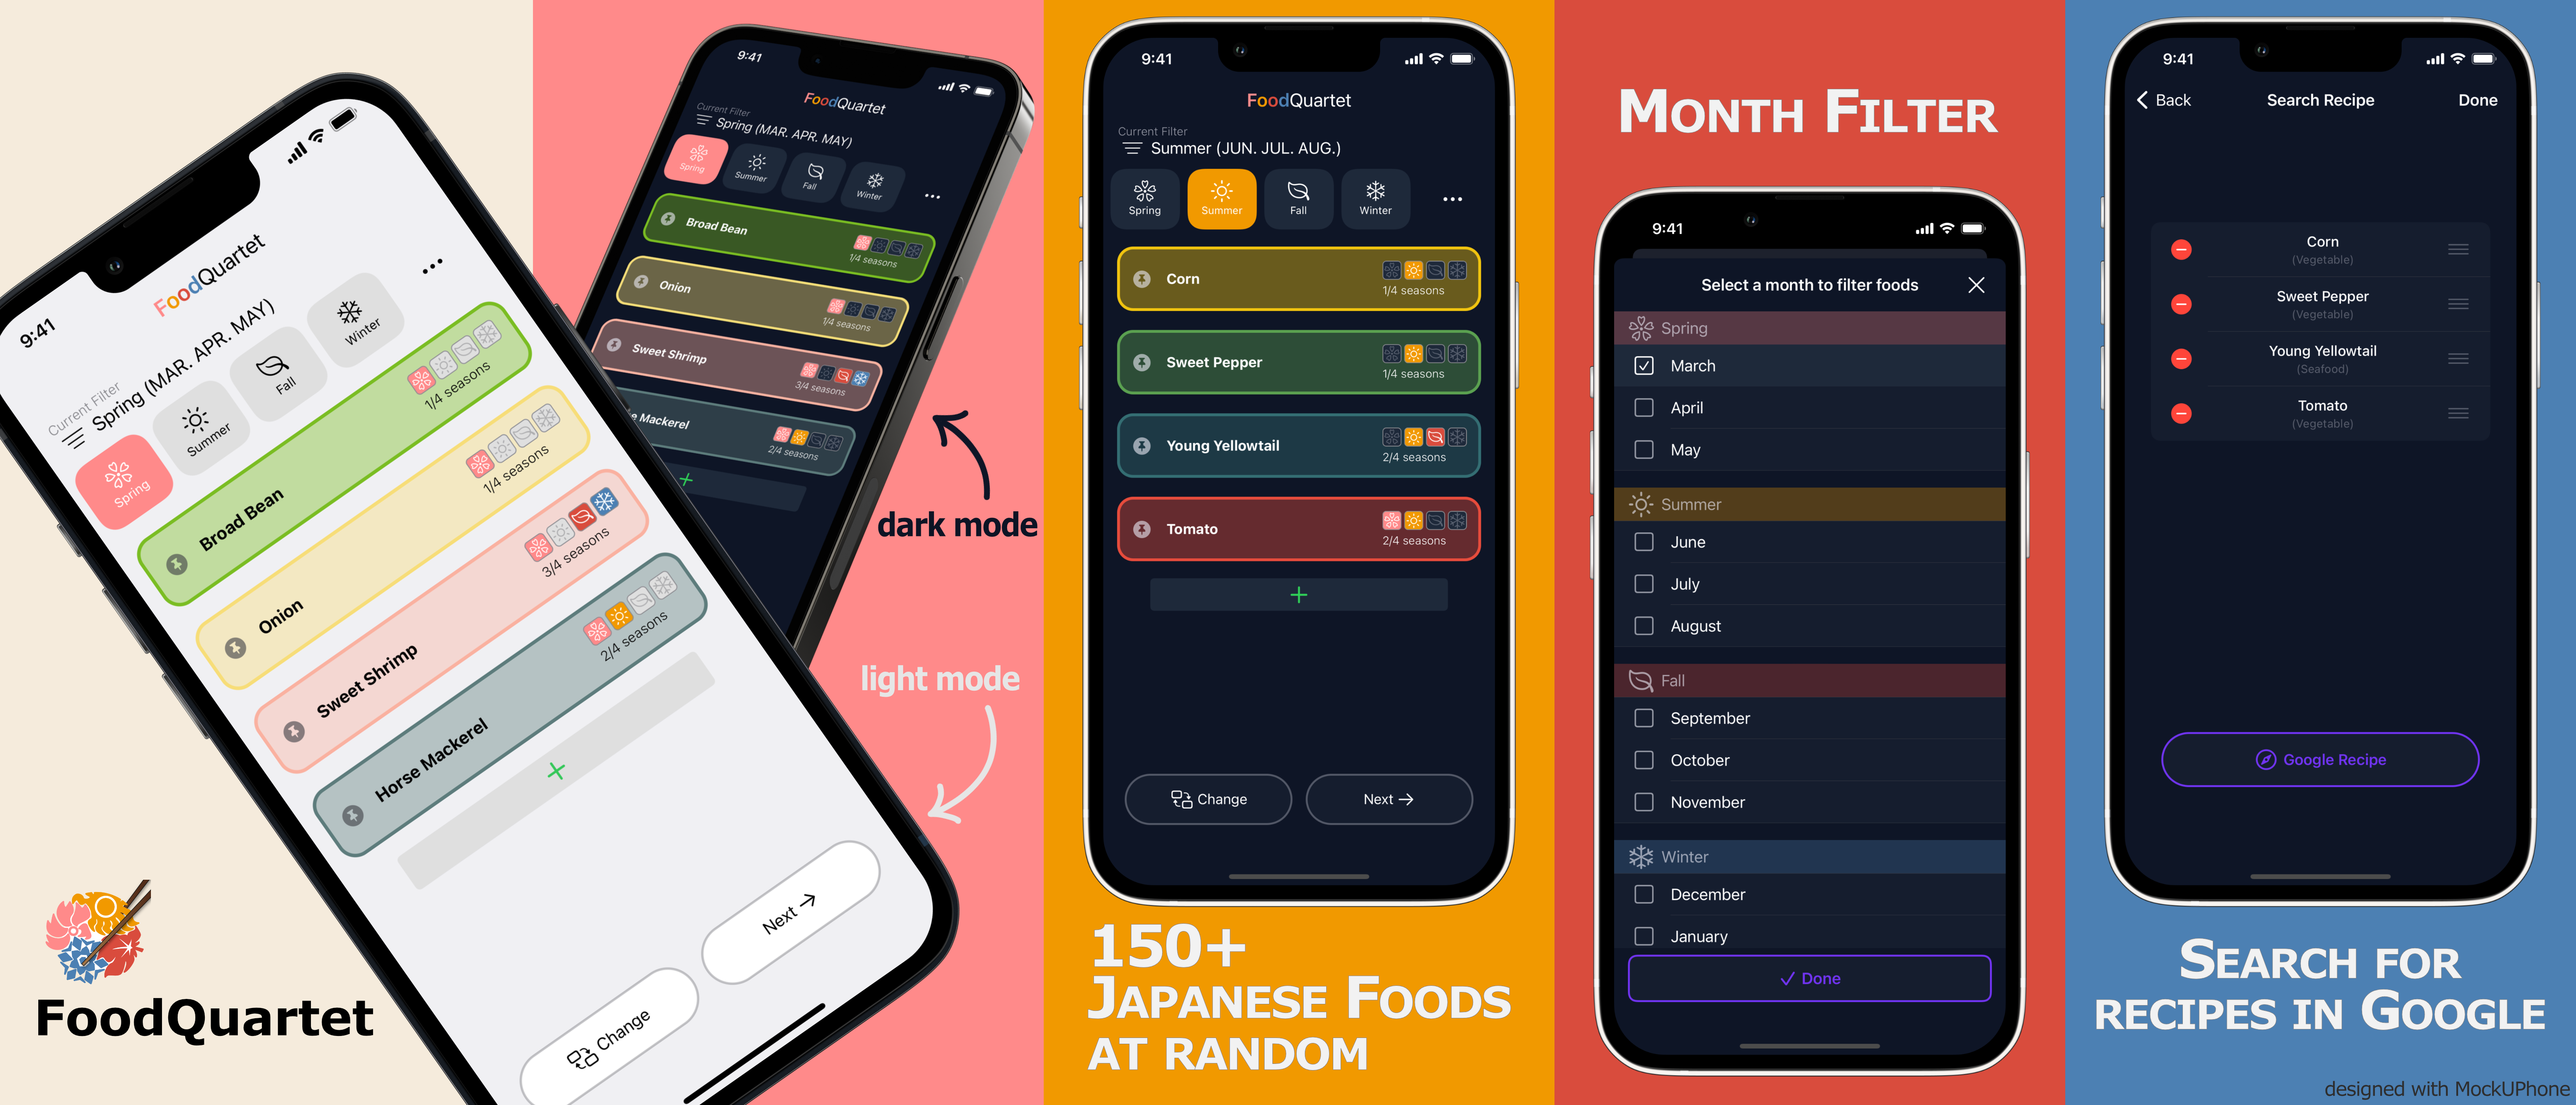 9:41
FoodQuartet
Current Filter
Spring (MAR. APR. MAY)
Spring
Summer
Fall
Winter
Broad Bean
1/4 seasons
Onion
1/4 seasons
Sweet Shrimp
3/4 seasons
Horse Mackerel
2/4 seasons
Change
Next
FoodQuartet
9:41
FoodQuartet
Current Filter
Spring (MAR. APR. MAY)
Spring
Summer
Fall
Winter
Broad Bean
1/4 seasons
Onion
1/4 seasons
Sweet Shrimp
3/4 seasons
Mackerel
2/4 seasons
dark mode
light mode
9:41
FoodQuartet
Current Filter
Summer (JUN. JUL. AUG.)
Spring
Summer
Fall
Winter
Corn
1/4 seasons
Sweet Pepper
1/4 seasons
Young Yellowtail
2/4 seasons
Tomato
2/4 seasons
Change
Next
150+
Japanese Foods
at random
Month Filter
9:41
Select a month to filter foods
Spring
March
April
May
Summer
June
July
August
Fall
September
October
November
Winter
December
January
Done
9:41
Back
Search Recipe
Done
Corn
(Vegetable)
Sweet Pepper
(Vegetable)
Young Yellowtail
(Seafood)
Tomato
(Vegetable)
Google Recipe
Search for
recipes in Google
designed with MockUPhone